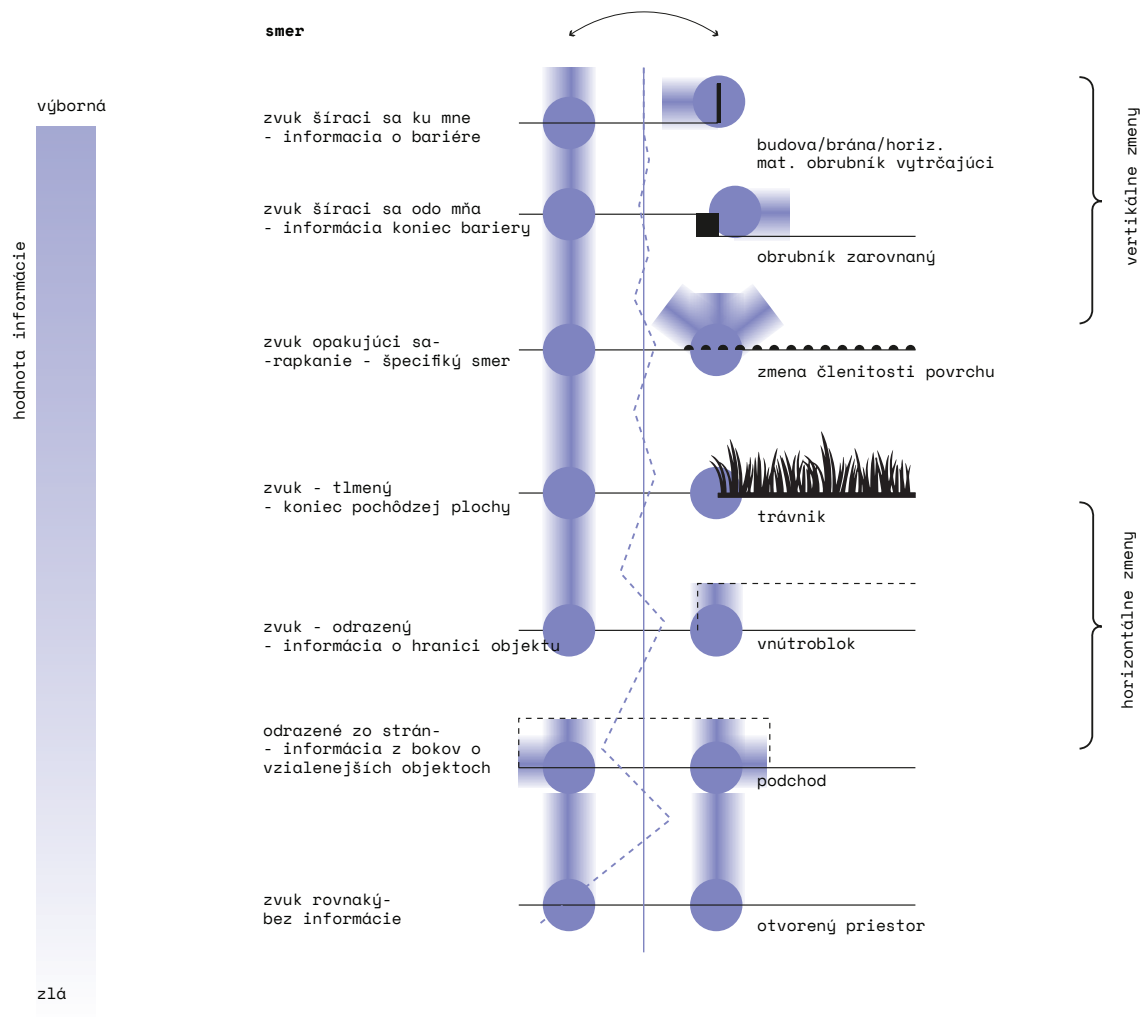 smer
výborná
hodnota informácie
zlá
zvuk šíraci sa ku mne
- informacia o bariére
budova/brána/horiz.
mat. obrubník vytrčajúci
zvuk šíraci sa odo mňa
- informácia koniec bariery
obrubník zarovnaný
zvuk opakujúci sa-
-rapkanie - špecifiký smer
zmena členitosti povrchu
vertikálne zmeny
zvuk - tlmený
- koniec pochôdzej plochy
trávnik
zvuk - odrazený
- informácia o hranici objektu
vnútroblok
horizontálne zmeny
odrazené zo strán-
- informácia z bokov o
vzialenejších objektoch
podchod
zvuk rovnaký-
bez informácie
otvorený priestor